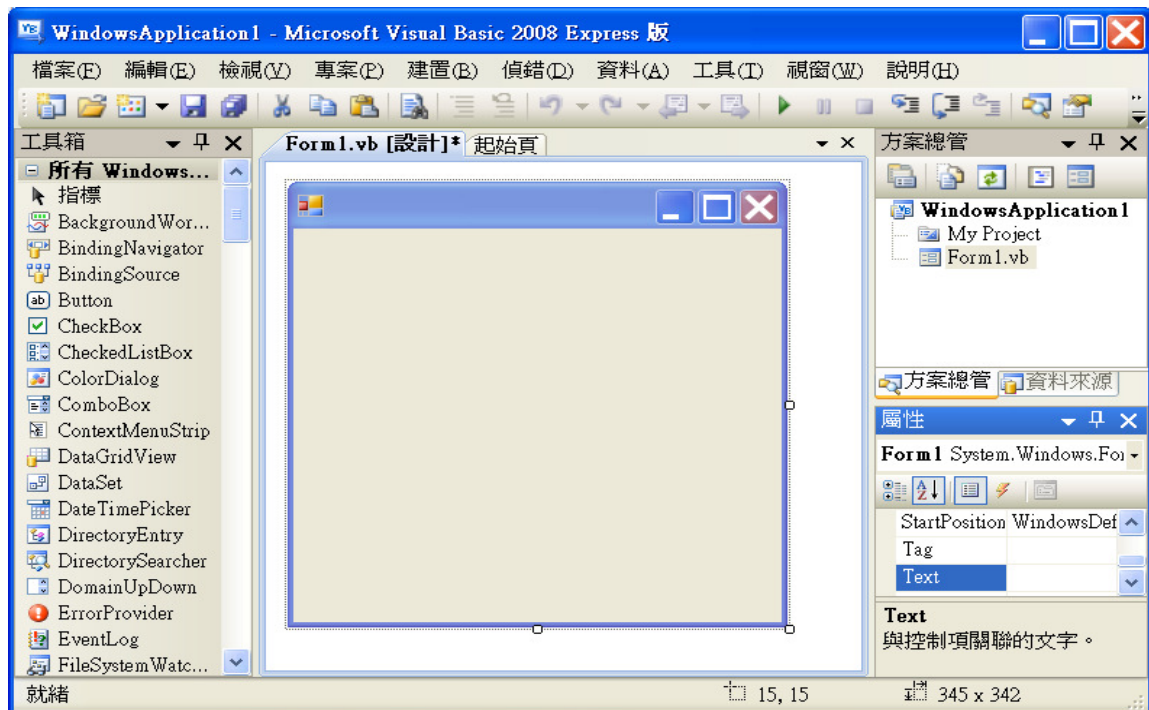 WindowsApplication1 - Microsoft Visual Basic 2008 Express 版
檔案(F) 編輯(E) 檢視(V) 專案(P) 建置(B) 偵錯(D) 資料(A) 工具(T) 視窗(W) 說明(H)
工具箱
所有 Windows...
指標
BackgroundWor...
BindingNavigator
BindingSource
Button
CheckBox
CheckedListBox
ColorDialog
ComboBox
ContextMenuStrip
DataGridView
DataSet
DateTimePicker
DirectoryEntry
DirectorySearcher
DomainUpDown
ErrorProvider
EventLog
FileSystemWatc...
Form1.vb [設計]* 起始頁
方案總管
WindowsApplication1
My Project
Form1.vb
方案總管 資料來源
屬性
Form1 System.Windows.For
StartPosition WindowsDef
Tag
Text
Text
與控制項關聯的文字。
就緒 15, 15 345 x 342